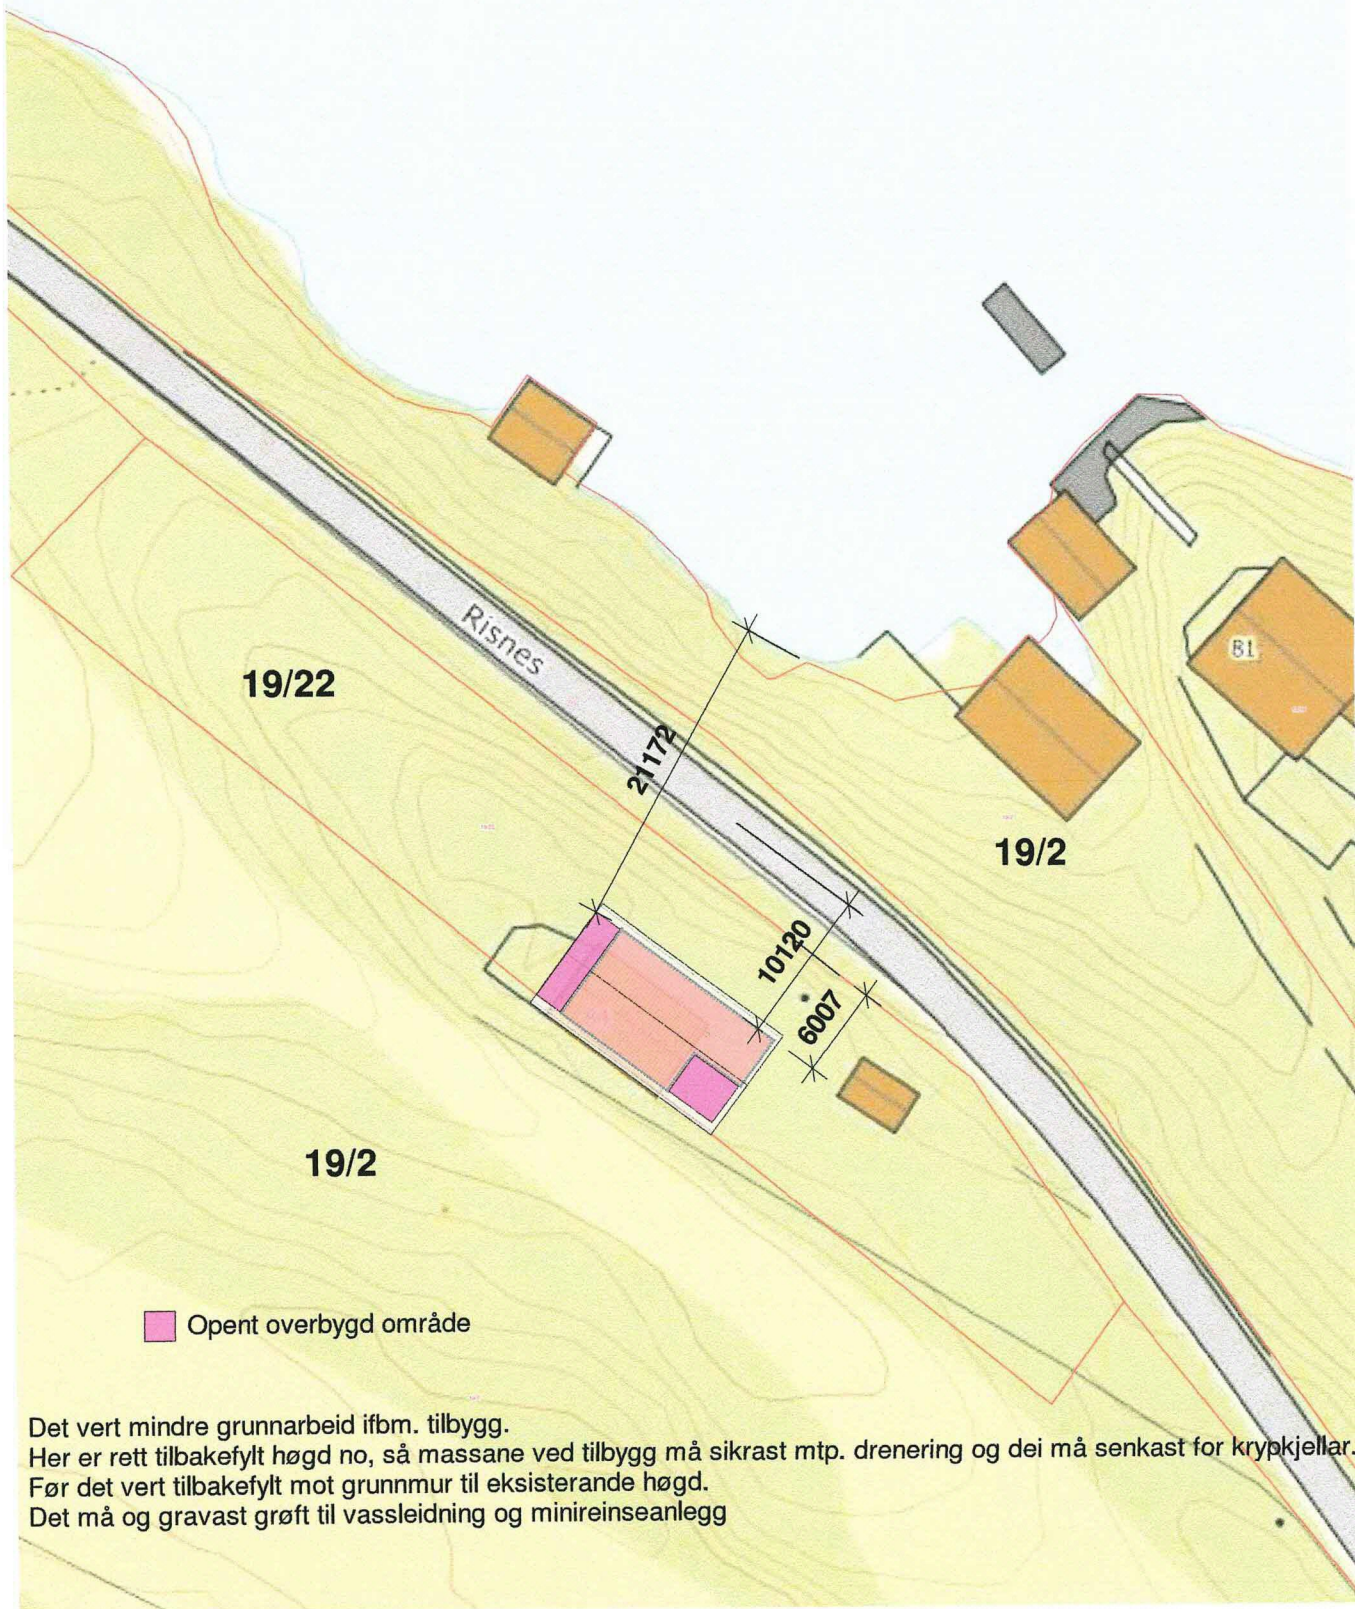 Risnes
81
19/22
21172
19/2
10120
6007
19/2
Opent overbygd område
Det vert mindre grunnarbeid ifbm. tilbygg.
Her er rett tilbakefylt høgd no, så massane ved tilbygg må sikrast mtp. drenering og dei må senkast for krypkjellar.
Før det vert tilbakefylt mot grunnmur til eksisterande høgd.
Det må og gravast grøft til vassleidning og minireinseanlegg